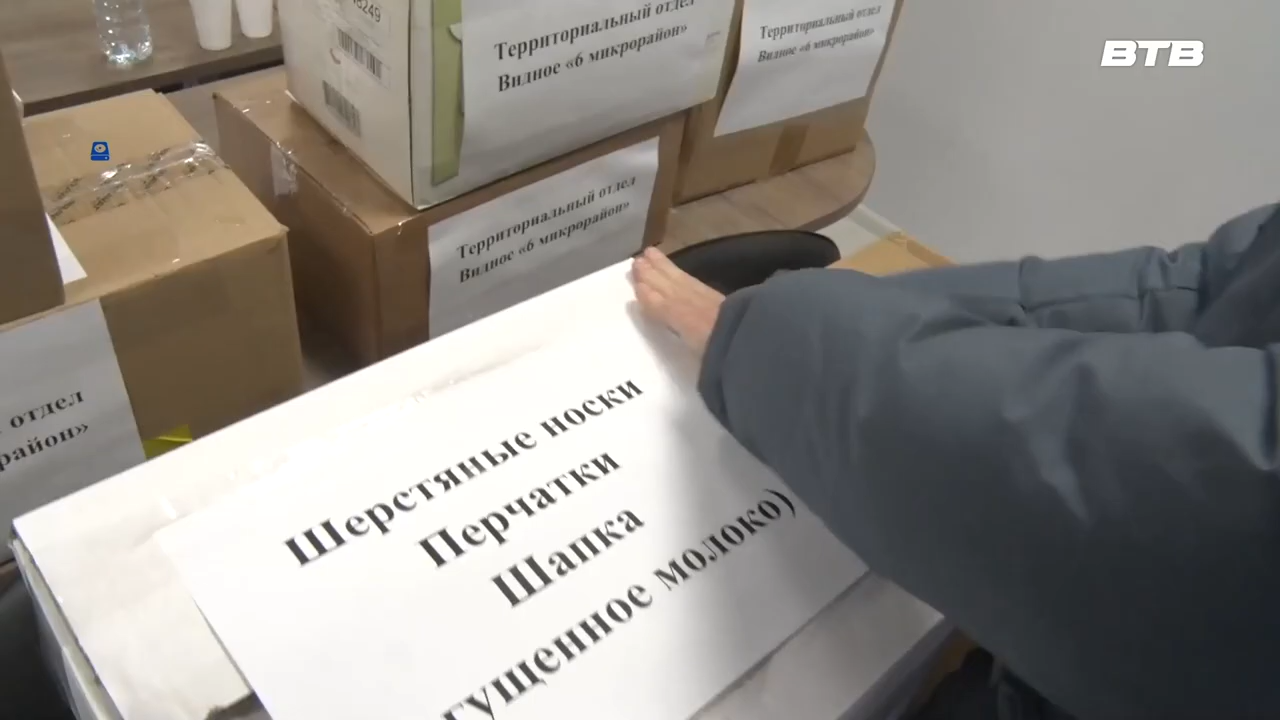 ВТВ
8249
Территориальный отдел
Видное «6 микрорайон»
Территориальный отдел
Видное «6 микрорайон»
Территориальный отдел
Видное «6 микрорайон»
отдел
район»
Шерстяные носки
Перчатки
Шапка
гущенное молоко)